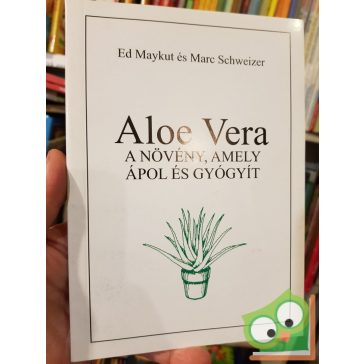 Ed Maykut és Marc Schweizer
Aloe Vera
A NÖVÉNY, AMELY
ÁPOL ÉS GYÓGYÍT